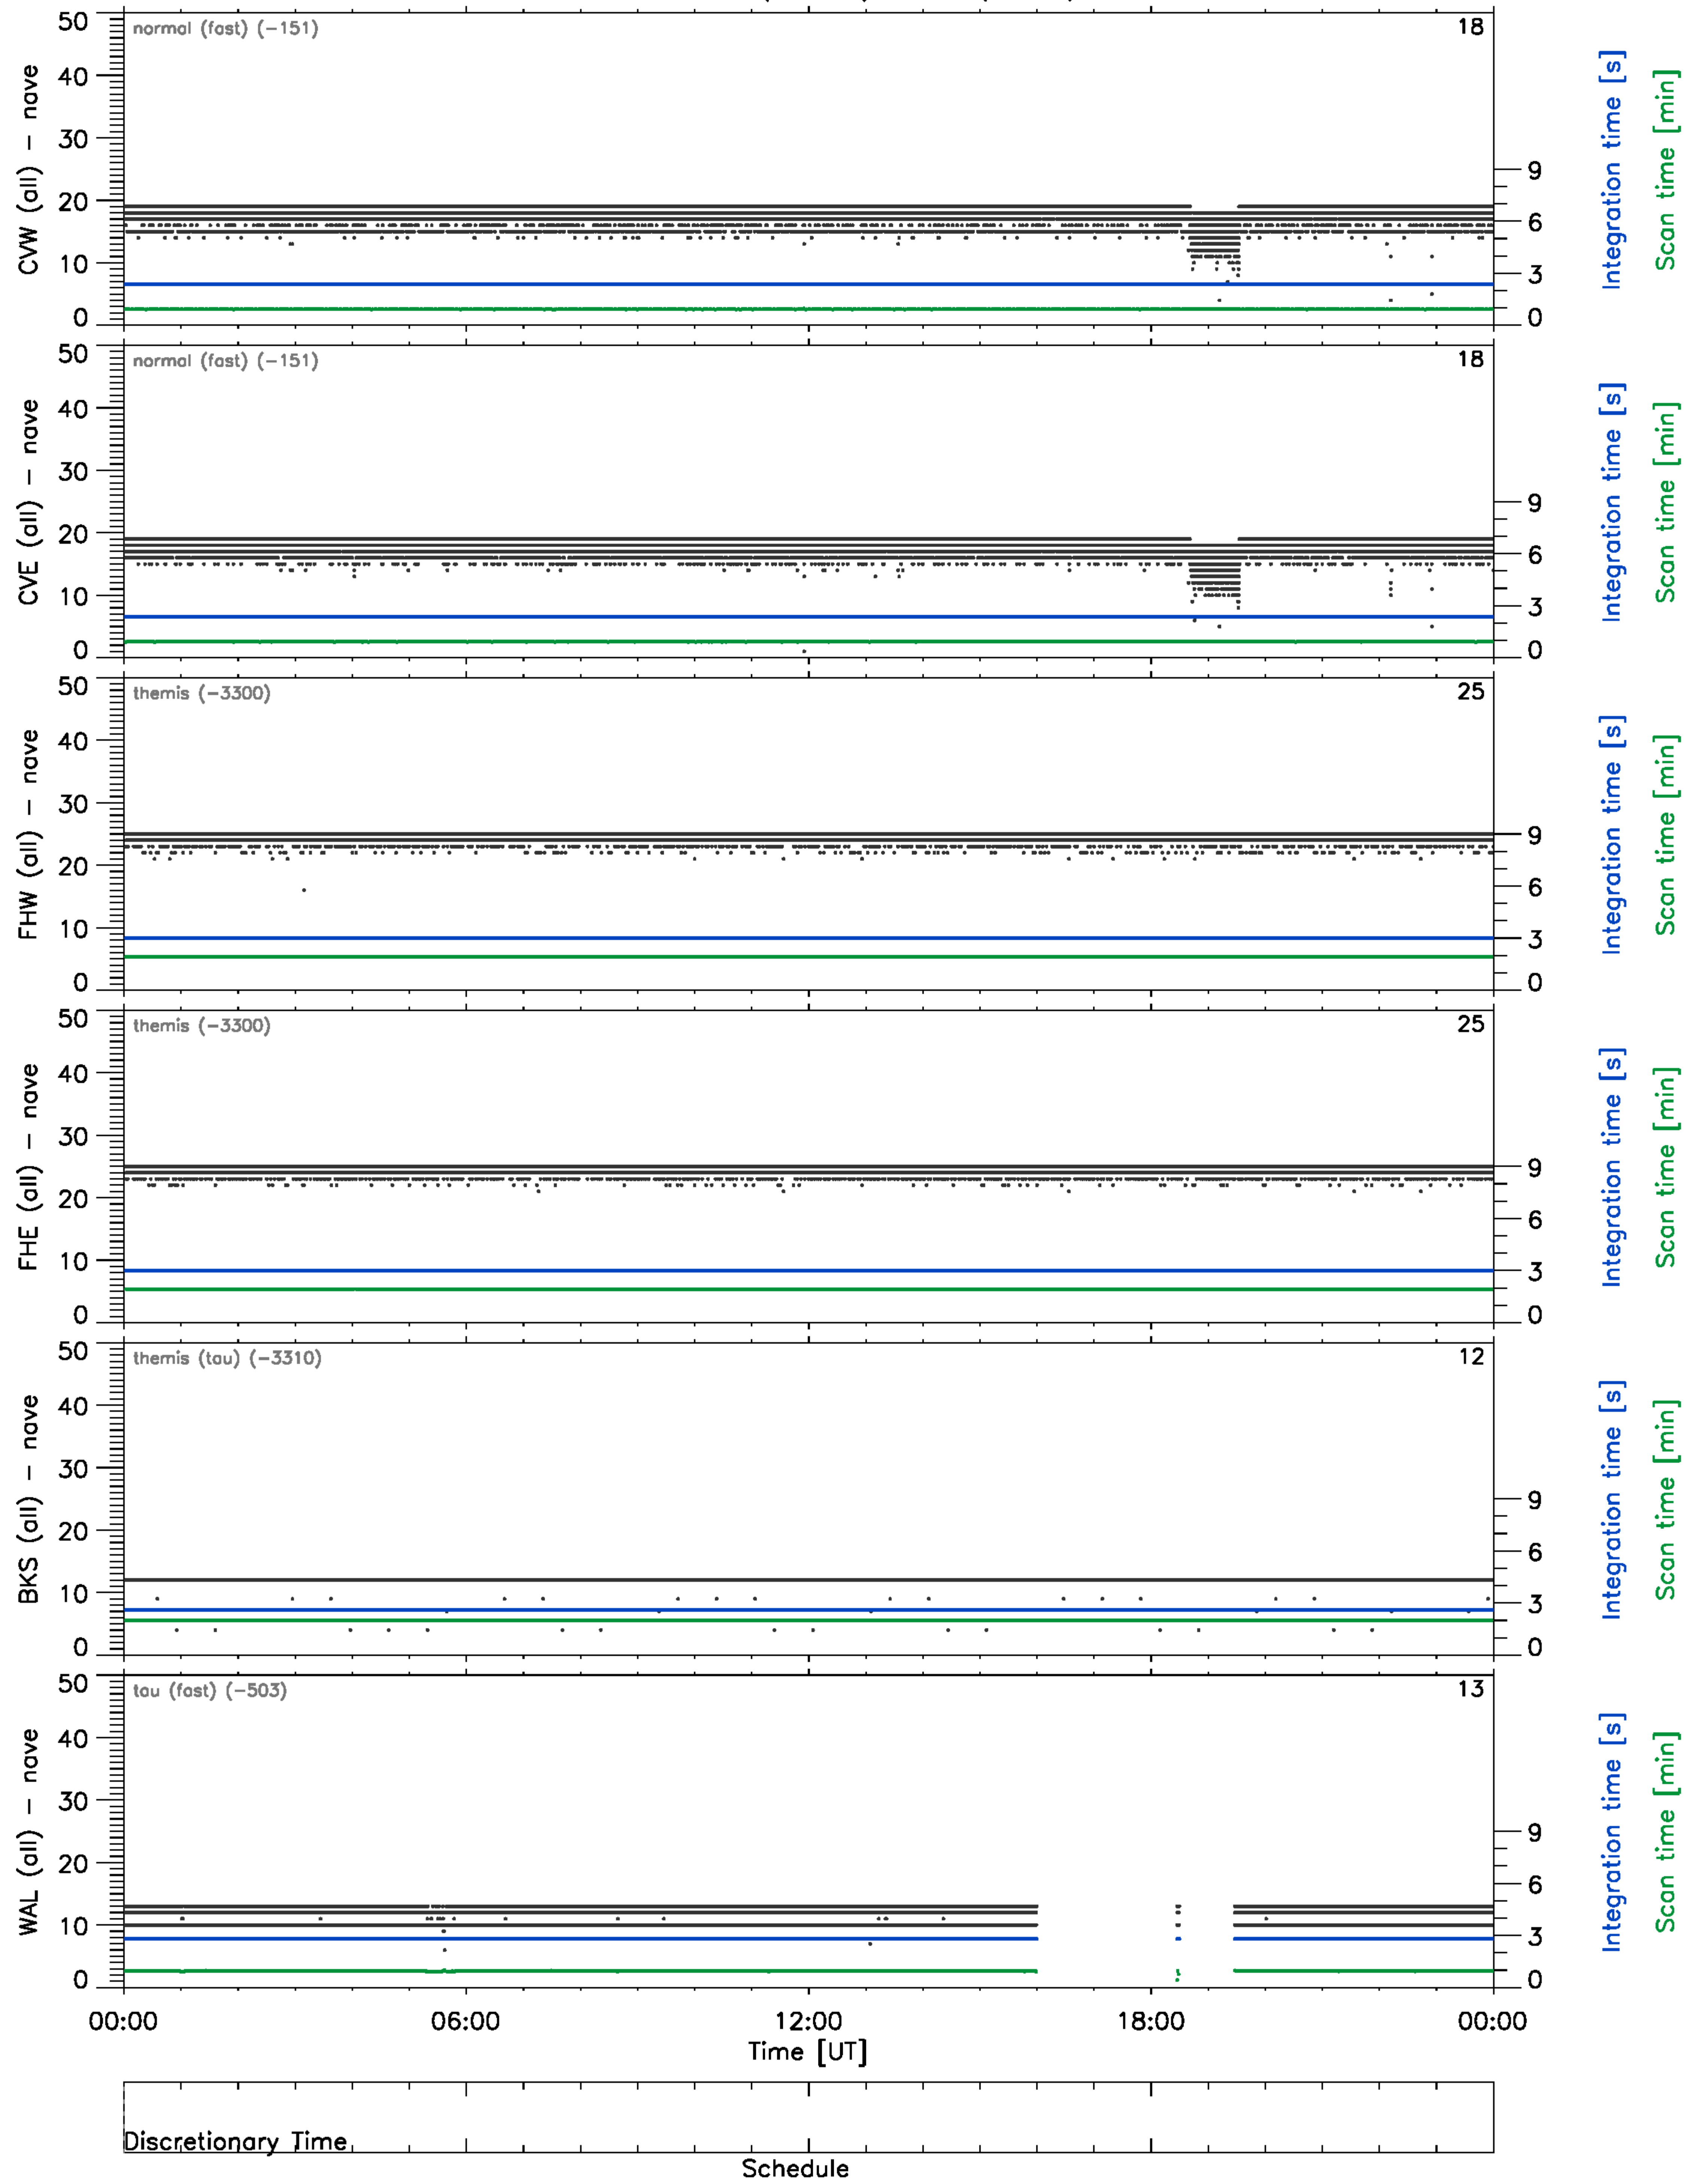 normal (fast) (-151)
18
50
40
30
20
10
0
CVW (all) - nave
9
6
3
0
Integration time [s]
Scan time [min]
normal (fast) (-151)
18
50
40
30
20
10
0
CVE (all) - nave
9
6
3
0
Integration time [s]
Scan time [min]
themis (-3300)
25
50
40
30
20
10
0
FHW (all) - nave
9
6
3
0
Integration time [s]
Scan time [min]
themis (-3300)
25
50
40
30
20
10
0
FHE (all) - nave
9
6
3
0
Integration time [s]
Scan time [min]
themis (tau) (-3310)
12
50
40
30
20
10
0
BKS (all) - nave
9
6
3
0
Integration time [s]
Scan time [min]
tau (fast) (-503)
13
50
40
30
20
10
0
WAL (all) - nave
9
6
3
0
Integration time [s]
Scan time [min]
00:00 06:00 12:00 18:00 00:00
Time [UT]
Discretionary Time
Schedule